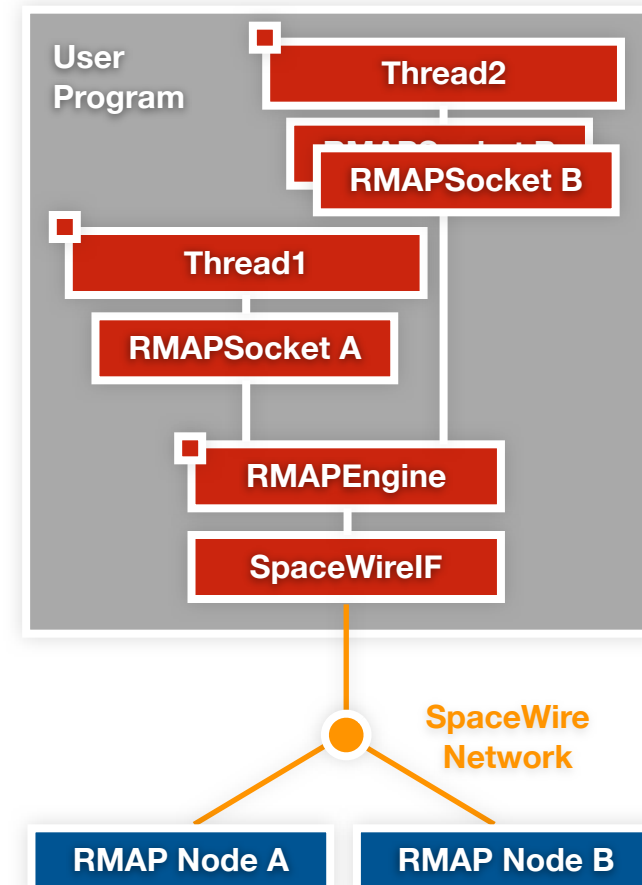 User
Program
Thread2
RMAPSocket B
Thread1
RMAPSocket A
RMAPEngine
SpaceWireIF
SpaceWire
Network
RMAP Node A
RMAP Node B